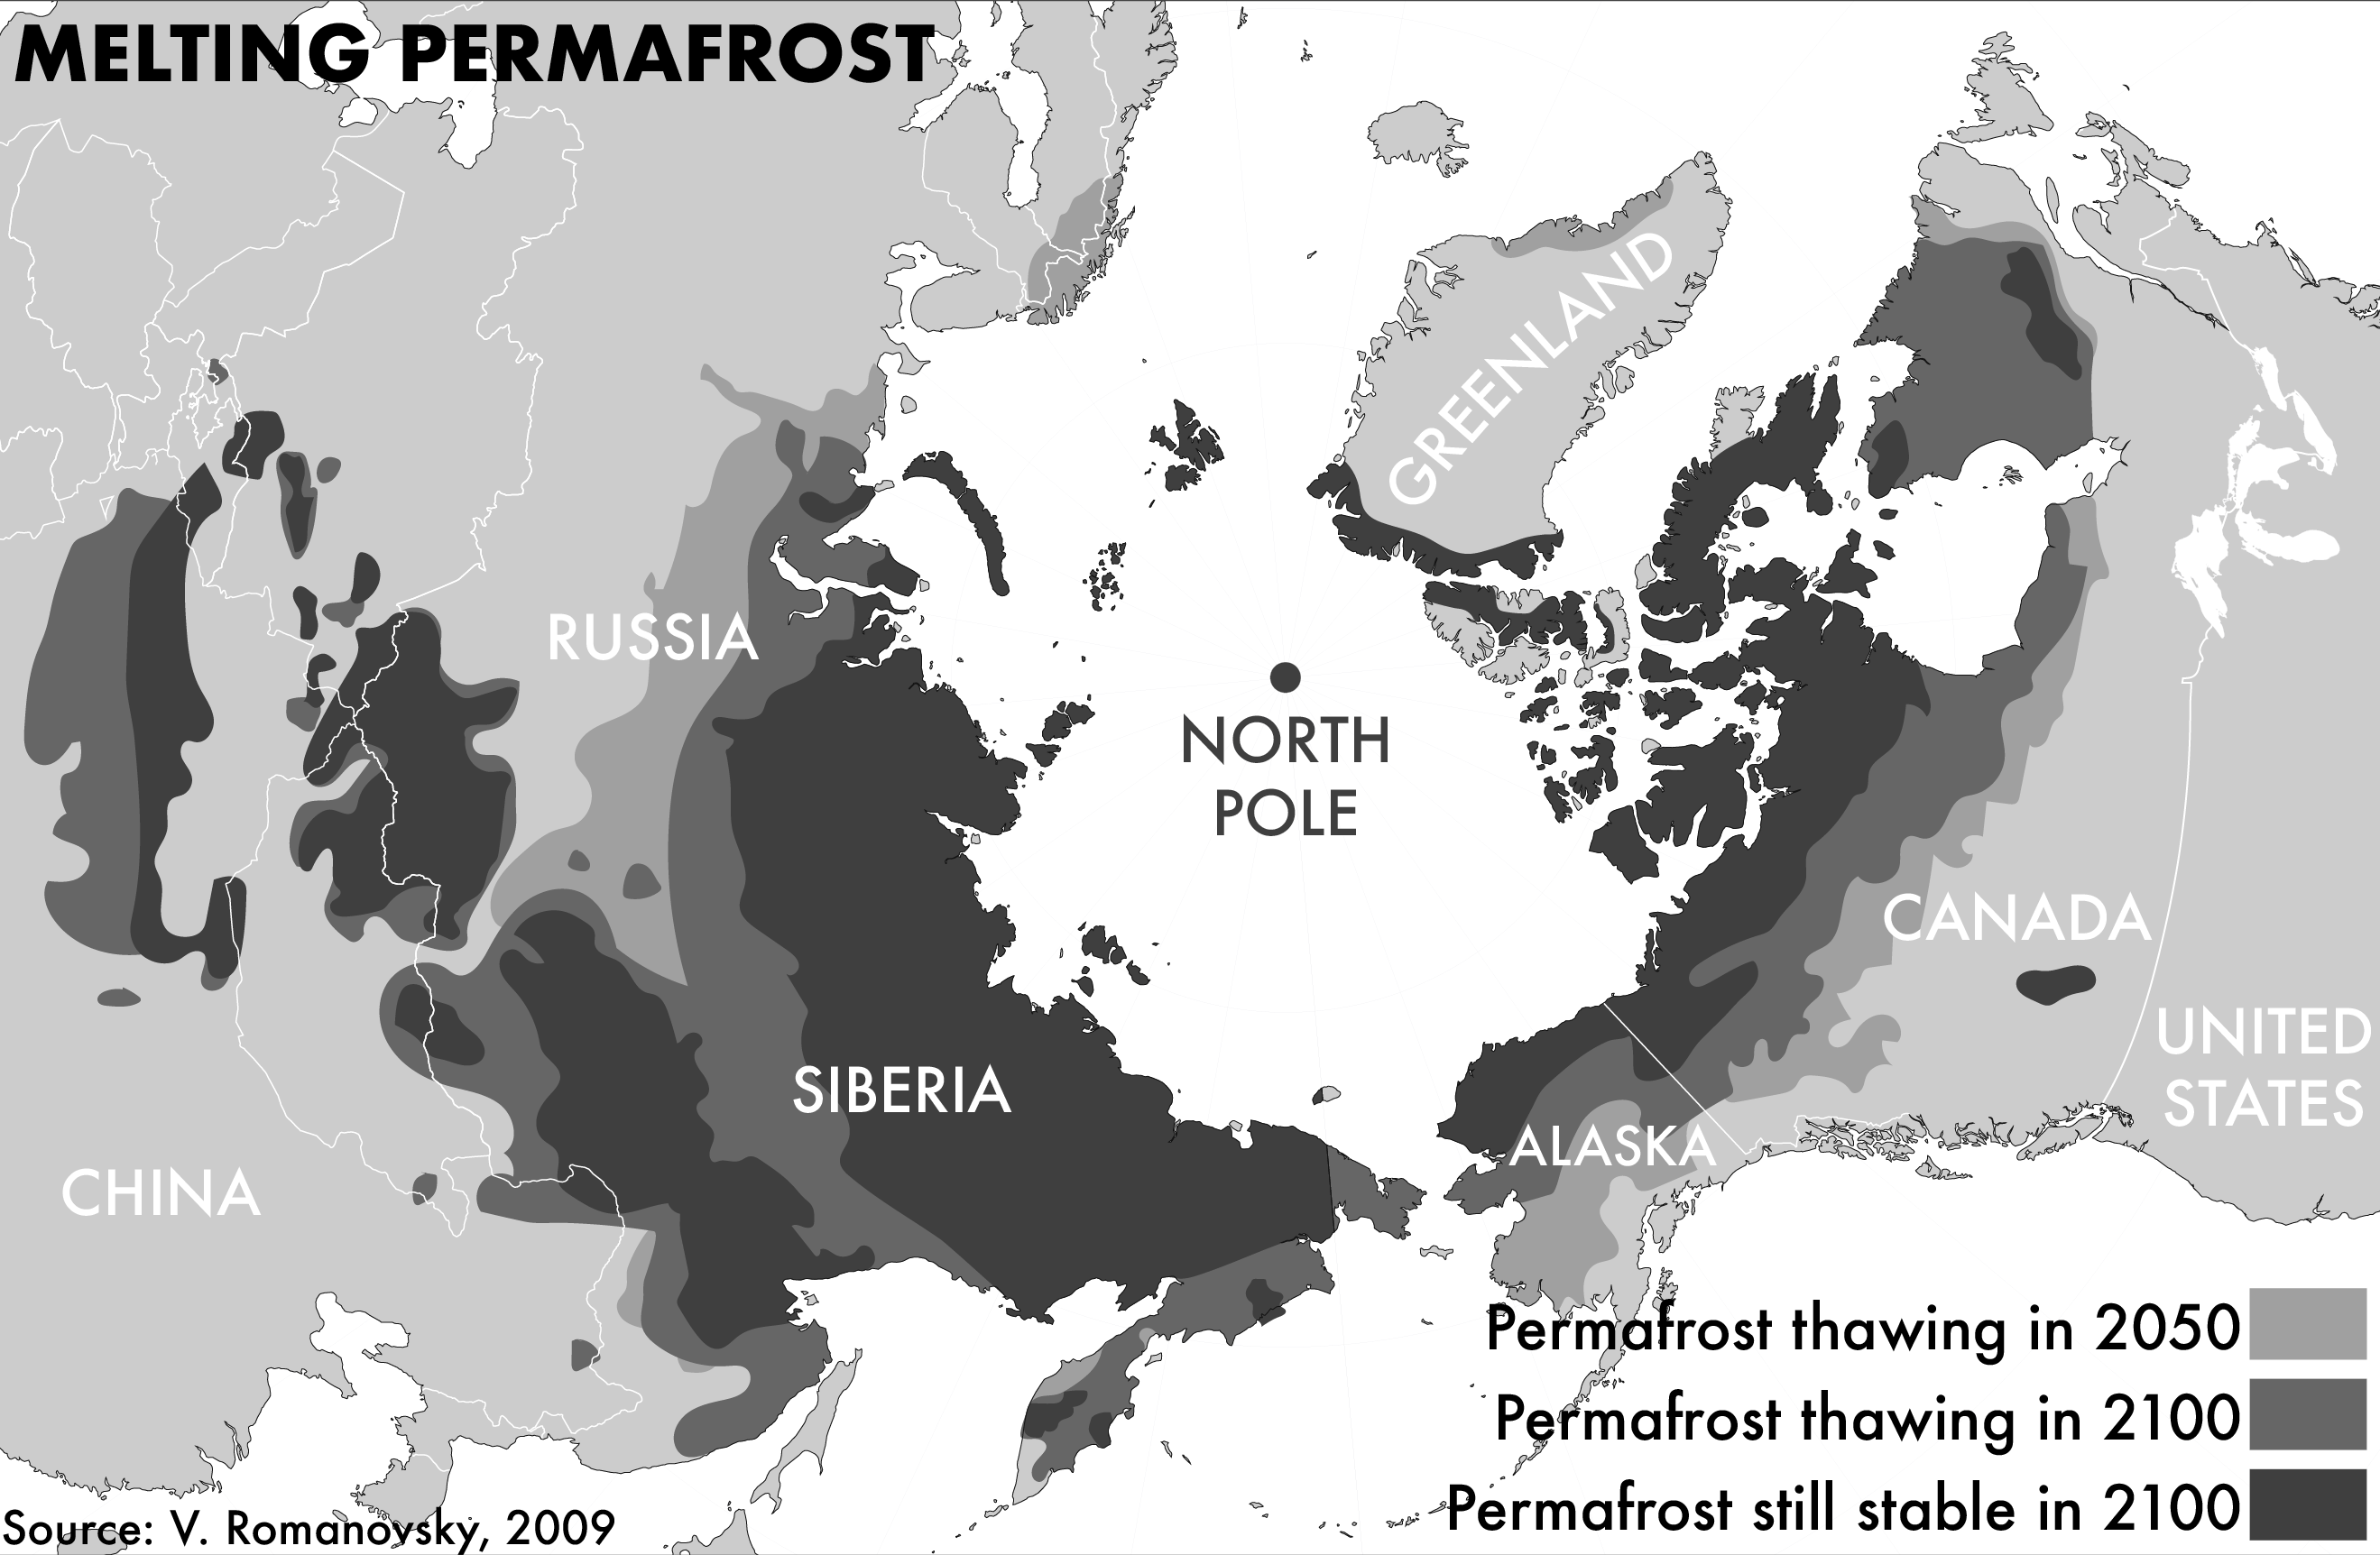 MELTING PERMAFROST
GREENLAND
RUSSIA
NORTH
POLE
CANADA
UNITED
STATES
SIBERIA
ALASKA
CHINA
Permafrost thawing in 2050
Permafrost thawing in 2100
Permafrost still stable in 2100
Source: V. Romanovsky, 2009